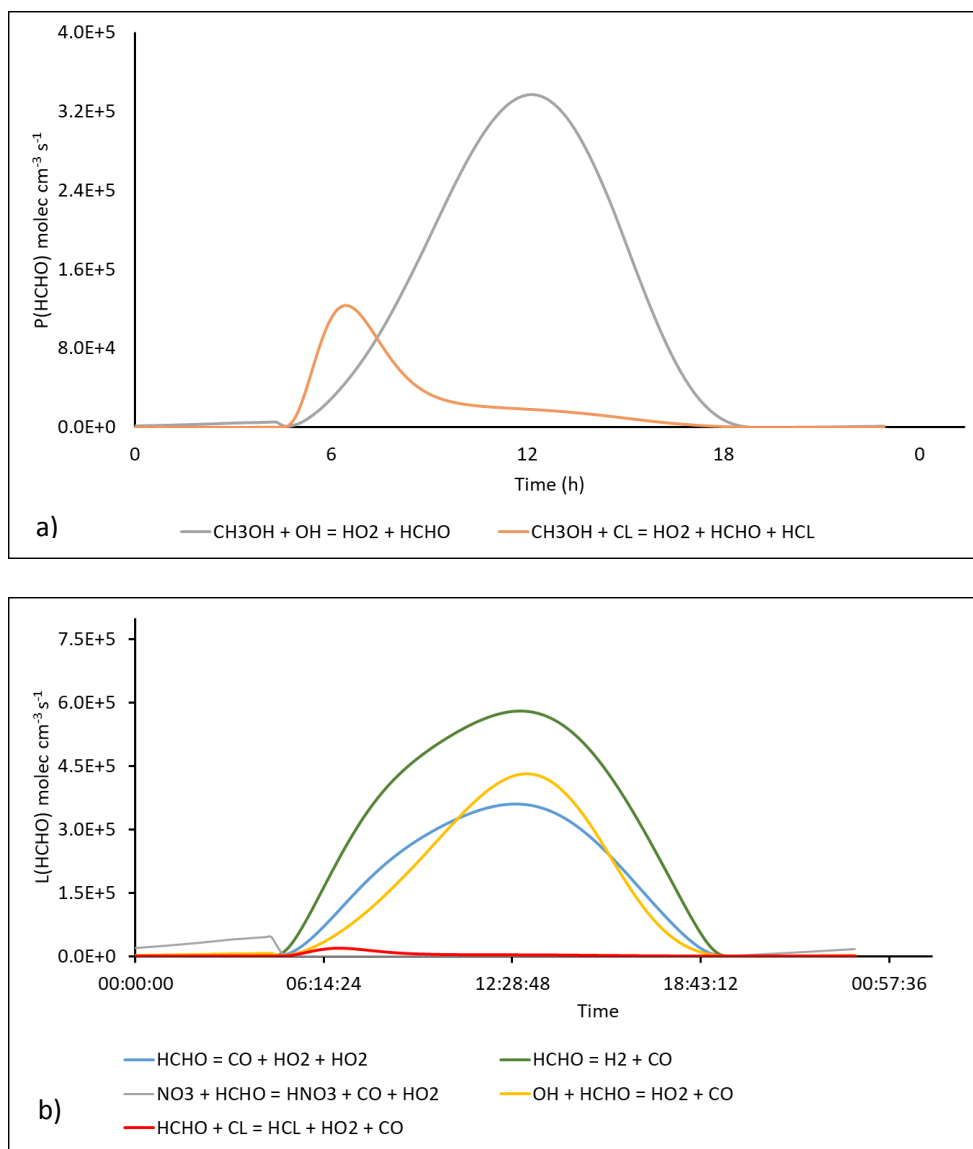 4.0E+5
3.2E+5
2.4E+5
1.6E+5
8.0E+4
0.0E+0
P(HCHO) molec cm⁻³ s⁻¹
0 6 12 18 0
Time (h)
a)
CH3OH + OH = HO2 + HCHO CH3OH + CL = HO2 + HCHO + HCL
7.5E+5
6.0E+5
4.5E+5
3.0E+5
1.5E+5
0.0E+0
L(HCHO) molec cm⁻³ s⁻¹
00:00:00 06:14:24 12:28:48 18:43:12 00:57:36
Time
HCHO = CO + HO2 + HO2 HCHO = H2 + CO
NO3 + HCHO = HNO3 + CO + HO2 OH + HCHO = HO2 + CO
b)
HCHO + CL = HCL + HO2 + CO